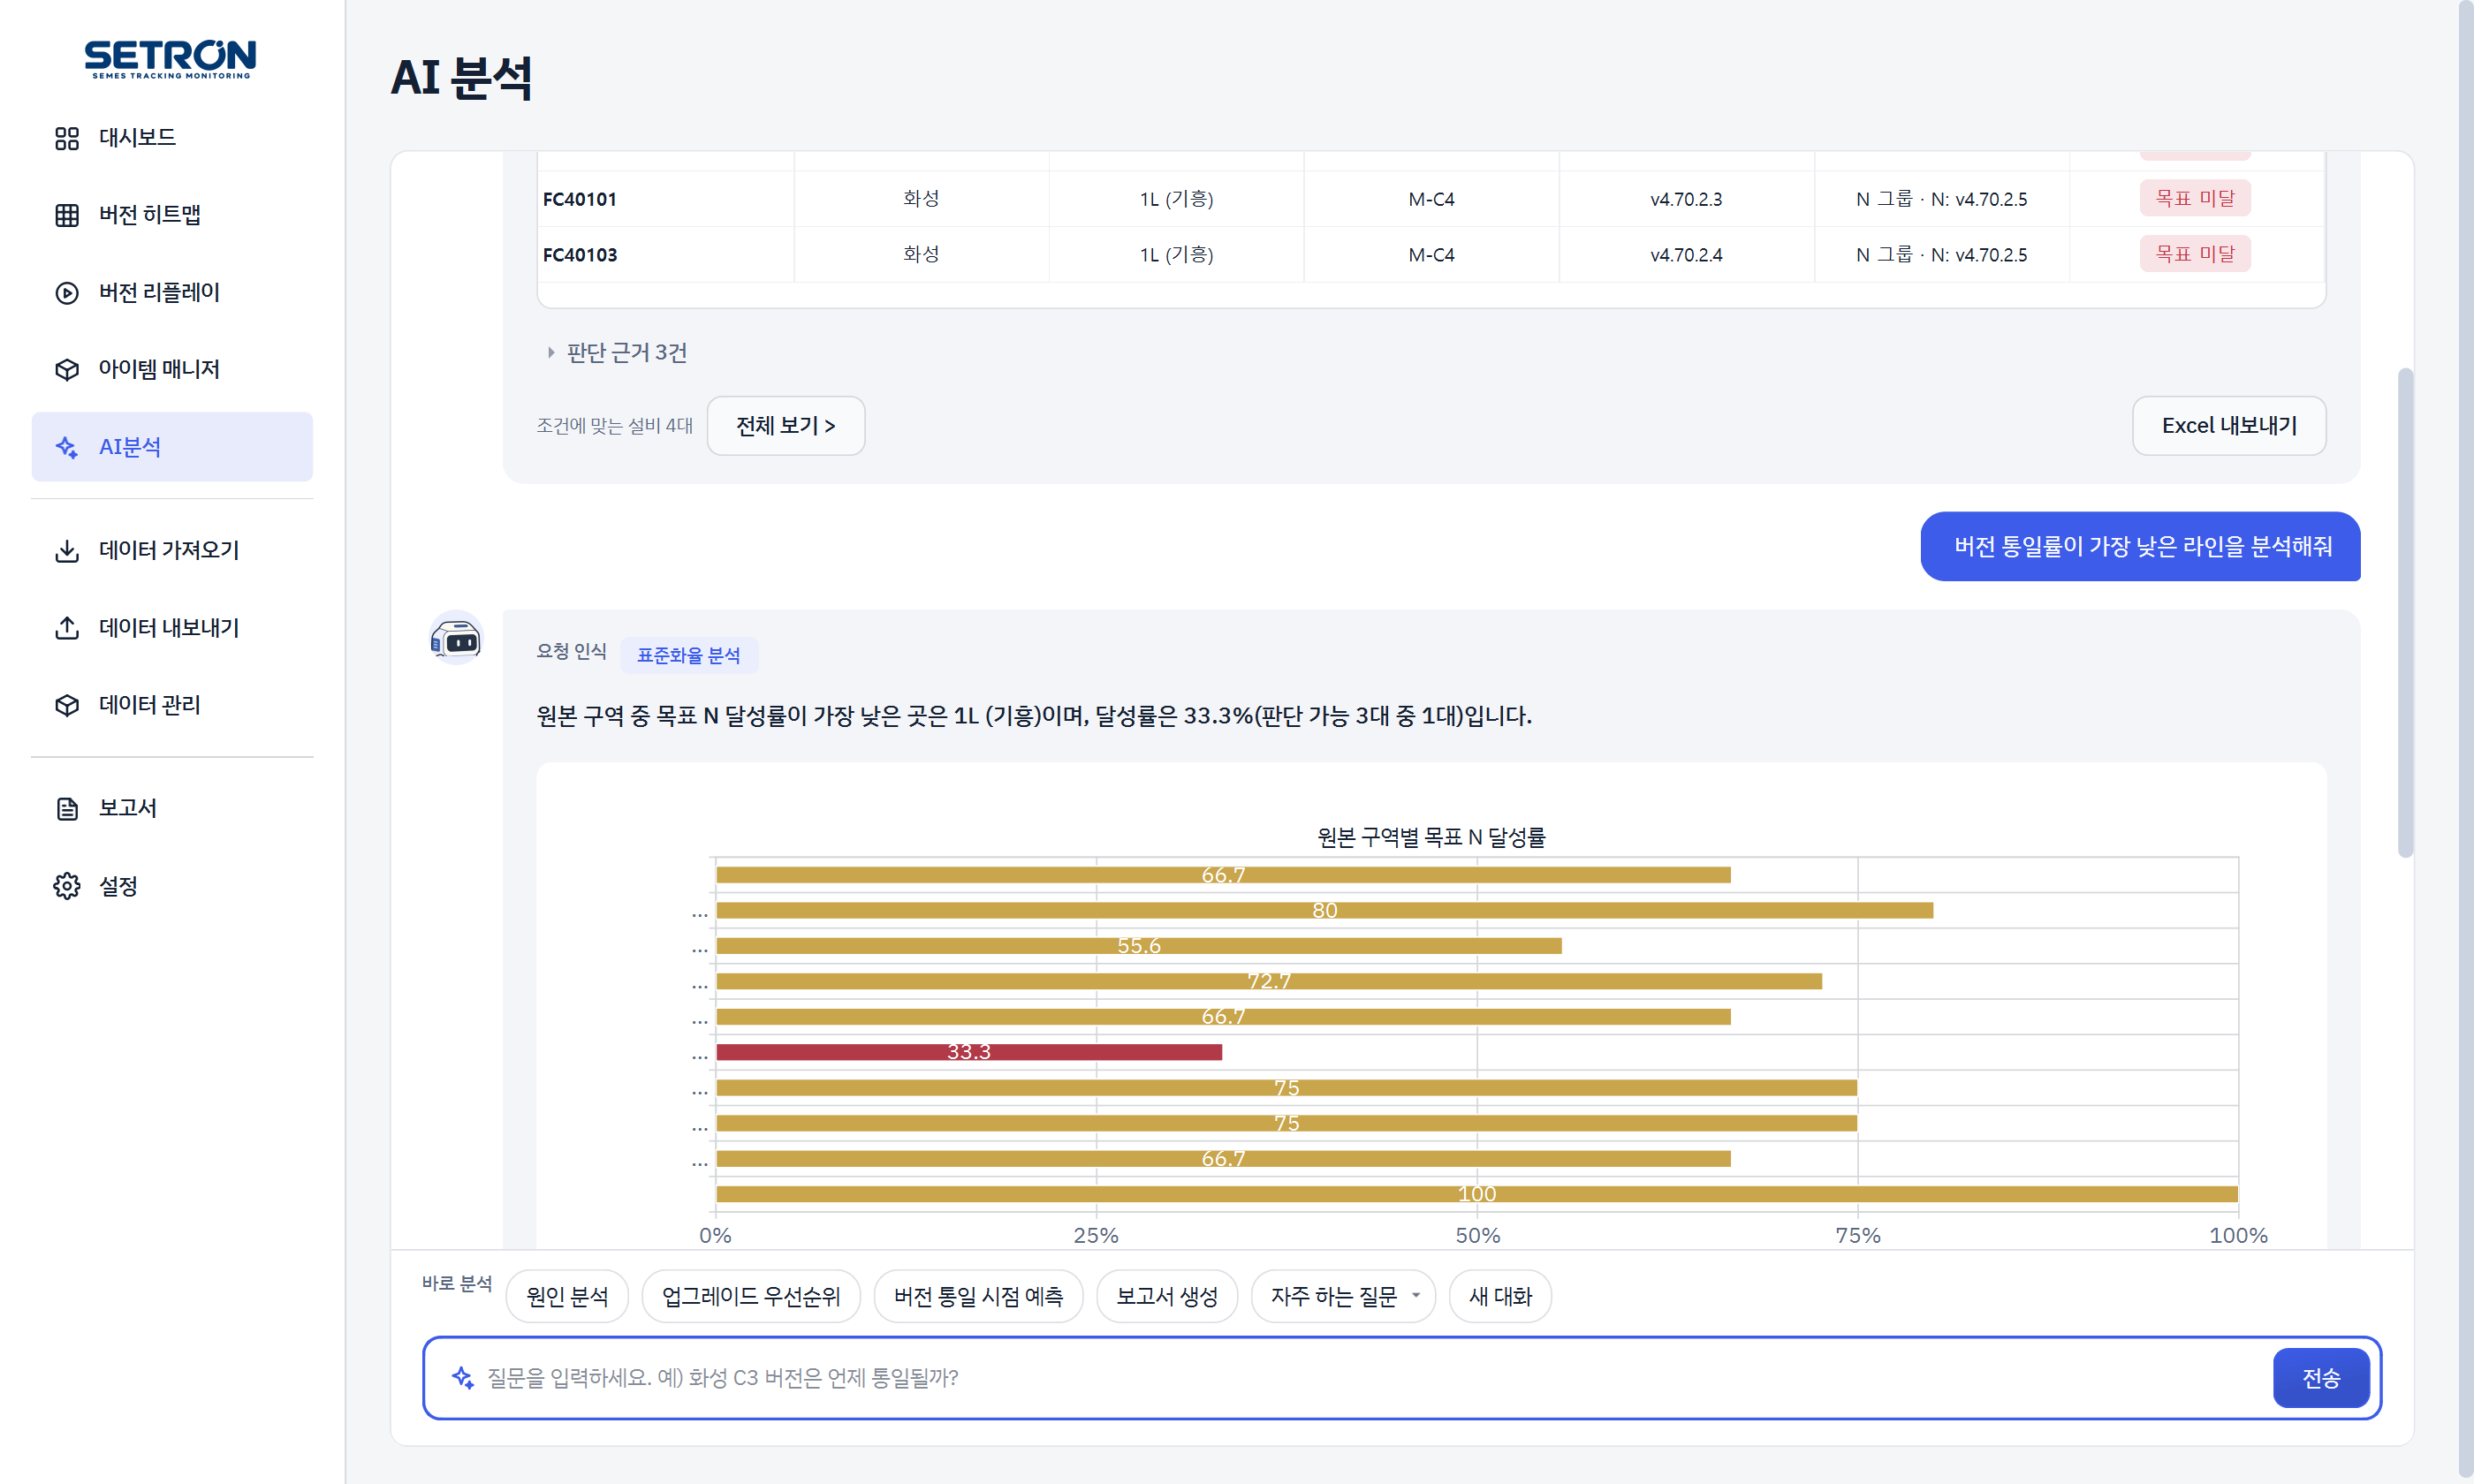 SETRON
SEMES TRACKING MONITORING
대시보드
버전 히트맵
버전 리플레이
아이템 매니저
AI분석
데이터 가져오기
데이터 내보내기
데이터 관리
보고서
설정
AI 분석
FC40101 화성 1L (기흥) M-C4 v4.70.2.3 N 그룹 · N: v4.70.2.5 목표 미달
FC40103 화성 1L (기흥) M-C4 v4.70.2.4 N 그룹 · N: v4.70.2.5 목표 미달
판단 근거 3건
조건에 맞는 설비 4대 전체 보기 > Excel 내보내기
버전 통일률이 가장 낮은 라인을 분석해줘
요청 인식 표준화율 분석
원본 구역 중 목표 N 달성률이 가장 낮은 곳은 1L (기흥)이며, 달성률은 33.3%(판단 가능 3대 중 1대)입니다.
원본 구역별 목표 N 달성률
66.7
... 80
... 55.6
... 72.7
... 66.7
... 33.3
... 75
... 75
... 66.7
100
0% 25% 50% 75% 100%
바로 분석 원인 분석 업그레이드 우선순위 버전 통일 시점 예측 보고서 생성 자주 하는 질문 새 대화
질문을 입력하세요. 예) 화성 C3 버전은 언제 통일될까? 전송